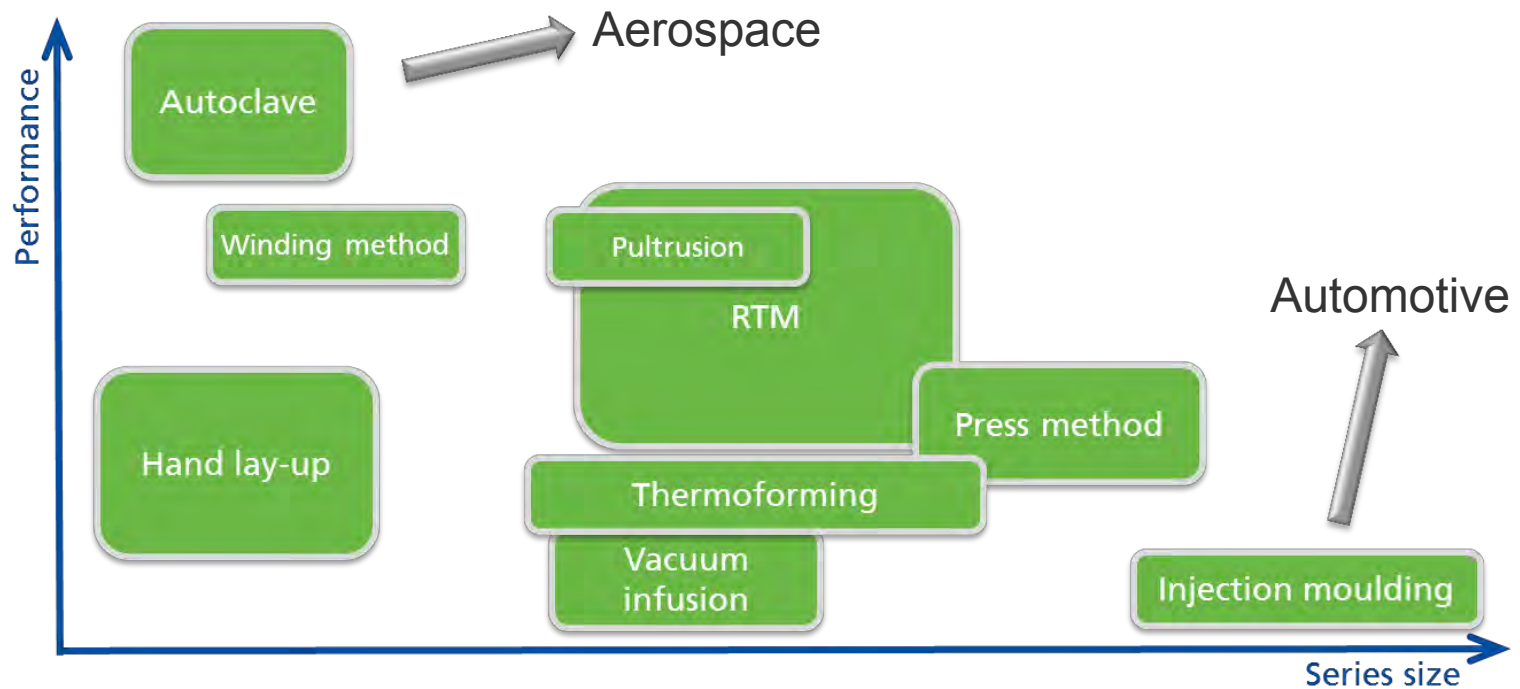 Aerospace
Autoclave
Performance
Winding method
Pultrusion
RTM
Automotive
Press method
Hand lay-up
Thermoforming
Vacuum
infusion
Injection moulding
Series size